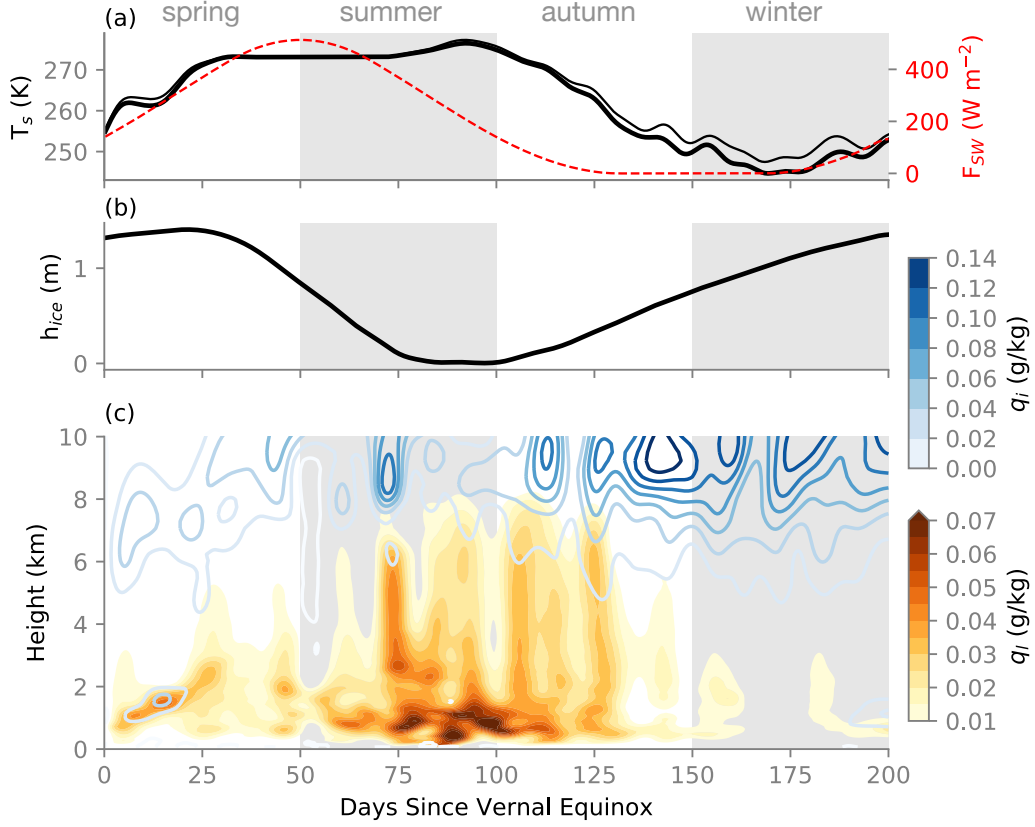 spring summer autumn winter
(a)
270
260
250
T_s (K)
400
200
0
F_SW (W m⁻²)
(b)
1
0
h_ice (m)
(c)
10
8
6
4
2
0
Height (km)
0 25 50 75 100 125 150 175 200
Days Since Vernal Equinox
0.14
0.12
0.10
0.08
0.06
0.04
0.02
0.00
q_i (g/kg)
0.07
0.06
0.05
0.04
0.03
0.02
0.01
q_l (g/kg)